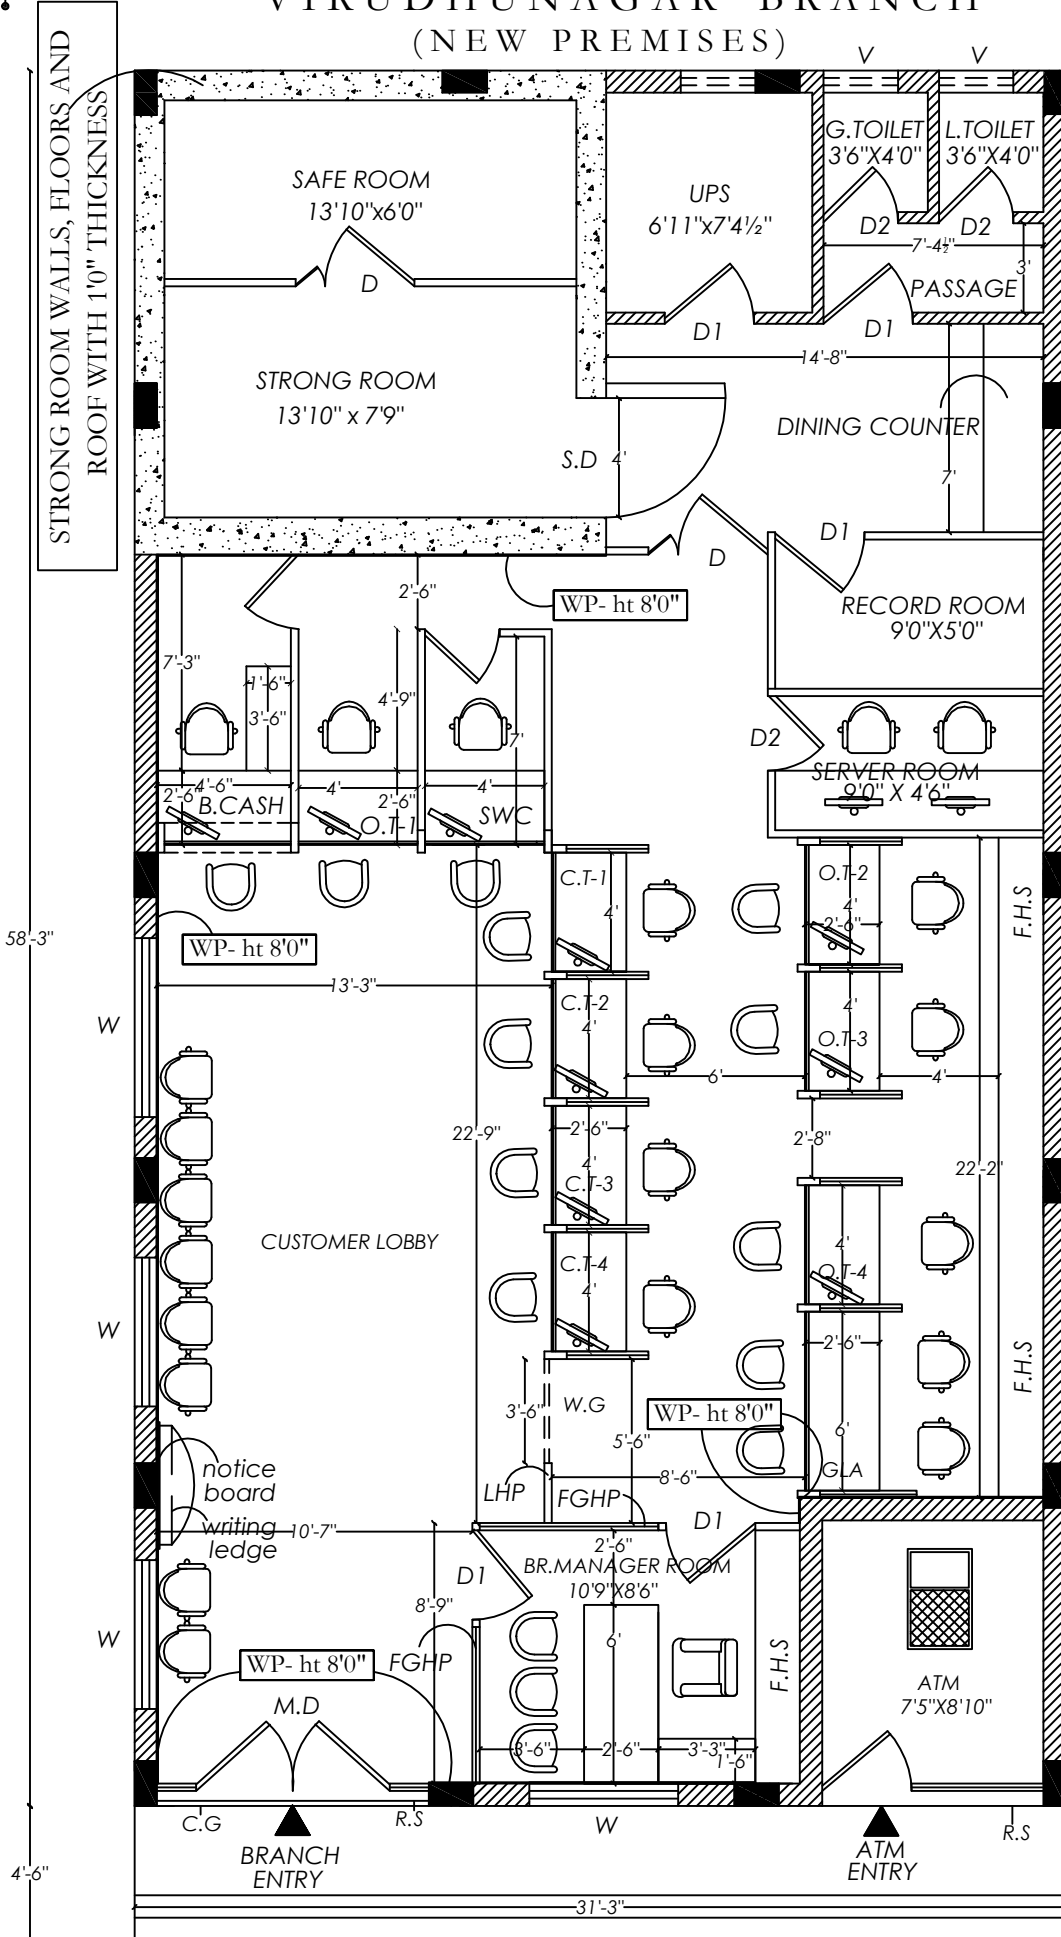 VIRUDHUNAGAR BRANCH
(NEW PREMISES)
STRONG ROOM WALLS, FLOORS AND
ROOF WITH 1'0" THICKNESS
V
V
SAFE ROOM
13'10"x6'0"
UPS
6'11"x7'4½"
G.TOILET
3'6"X4'0"
L.TOILET
3'6"X4'0"
D2
D2
7'-4½"
3'
PASSAGE
D
D1
D1
14'-8"
STRONG ROOM
13'10" x 7'9"
DINING COUNTER
S.D
4'
7'
D1
D
WP- ht 8'0"
2'-6"
RECORD ROOM
9'0"X5'0"
7'-3"
1'-6"
3'-6"
4'-9"
7'
D2
SERVER ROOM
9'0" X 4'6"
4'-6"
2'-6"
B.CASH
4'
2'-6"
O.T-1
4'
SWC
C.T-1
4'
O.T-2
4'
2'-6"
F.H.S
WP- ht 8'0"
58'-3"
13'-3"
C.T-2
4'
4'
O.T-3
W
6'
4'
2'-6"
2'-8"
22'-9"
22'-2"
4'
C.T-3
CUSTOMER LOBBY
C.T-4
4'
4'
O.T-4
W
2'-6"
F.H.S
3'-6"
W.G
WP- ht 8'0"
5'-6"
6'
notice
board
8'-6"
GLA
LHP
FGHP
D1
writing
ledge
10'-7"
2'-6"
BR.MANAGER ROOM
10'9"X8'6"
D1
8'-9"
W
6'
F.H.S
WP- ht 8'0"
FGHP
M.D
ATM
7'5"X8'10"
3'-6"
2'-6"
3'-3"
1'-6"
C.G
R.S
W
R.S
BRANCH
ENTRY
ATM
ENTRY
4'-6"
31'-3"